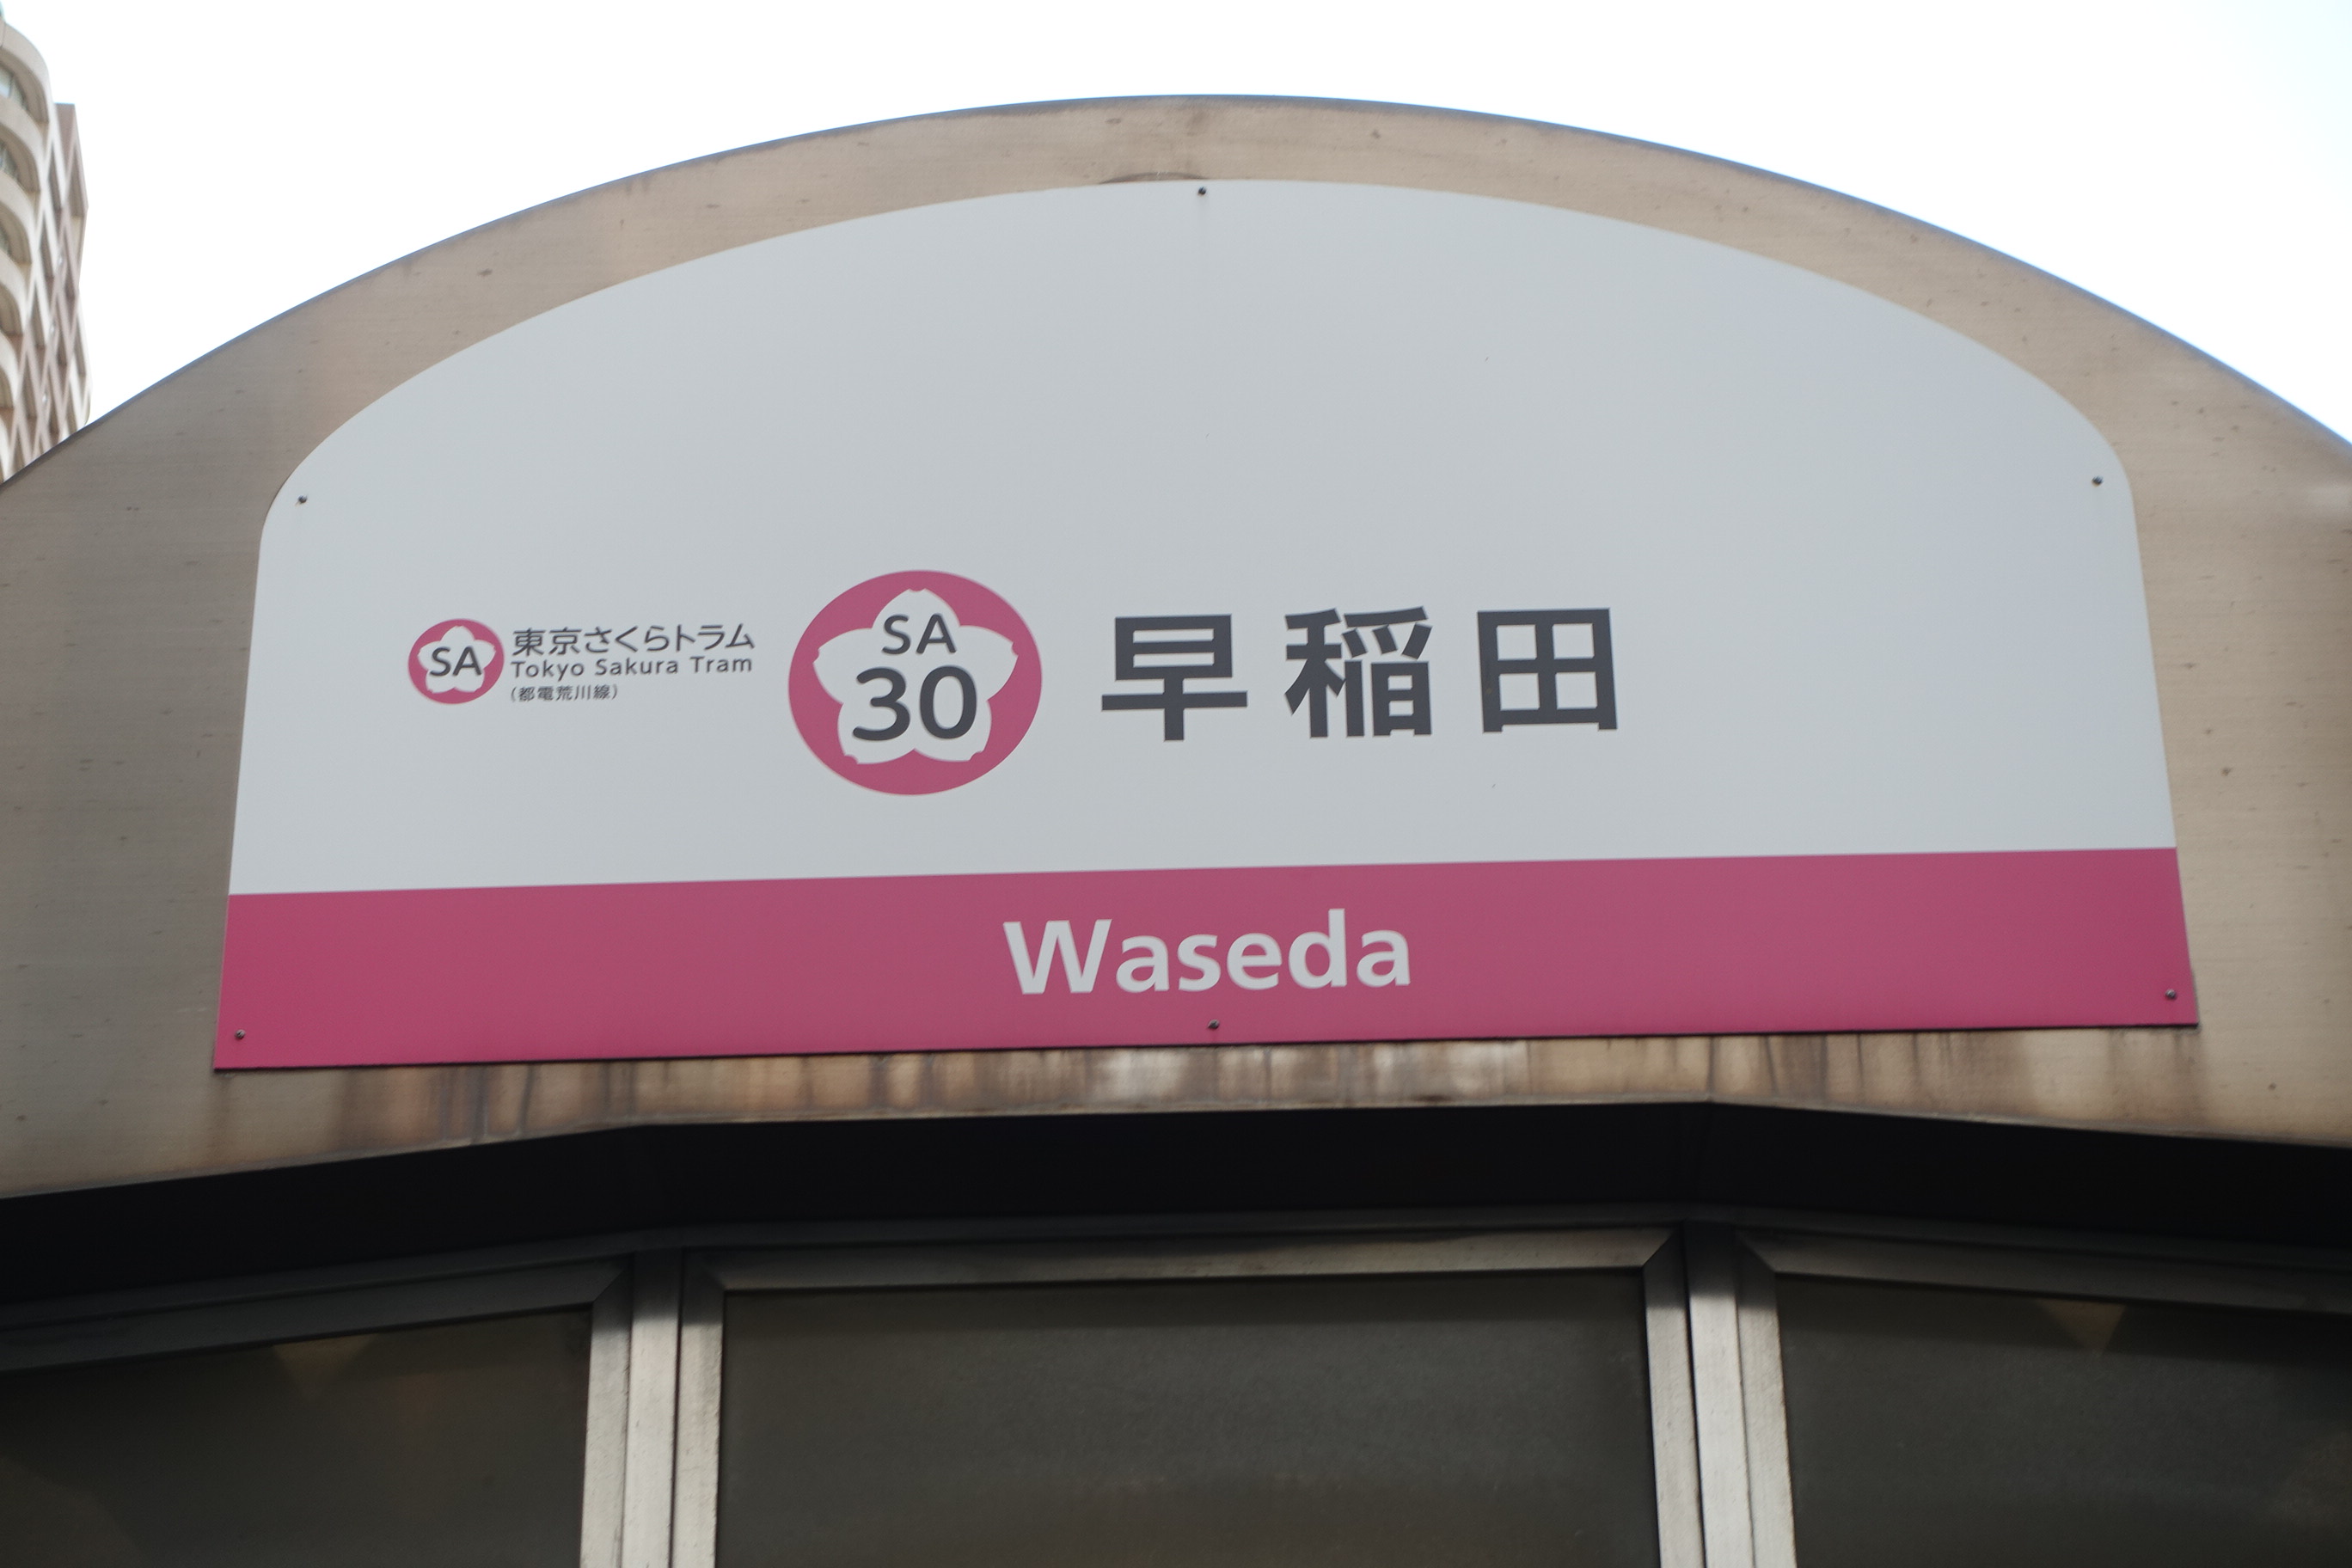 SA
東京さくらトラム
Tokyo Sakura Tram
(都電荒川線)
SA
30
早稲田
Waseda